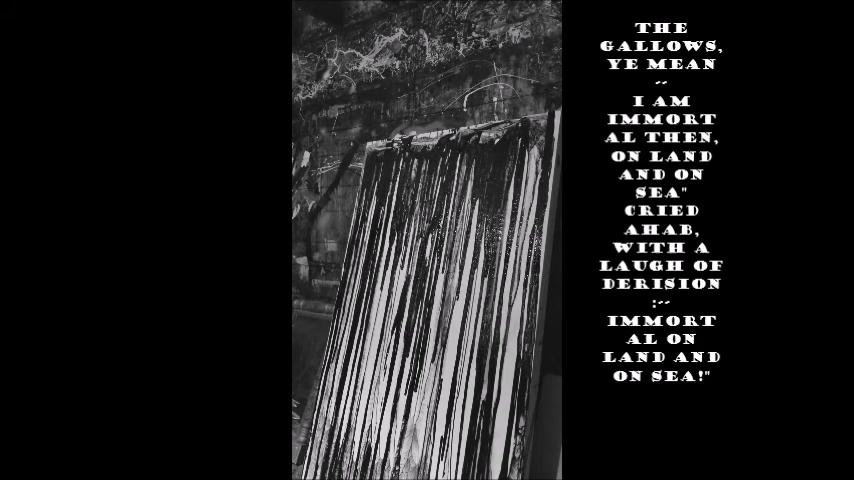 THE
GALLOWS,
YE MEAN
--
I AM
IMMORT
AL THEN,
ON LAND
AND ON
SEA"
CRIED
AHAB,
WITH A
LAUGH OF
DERISION
:--
IMMORT
AL ON
LAND AND
ON SEA!"